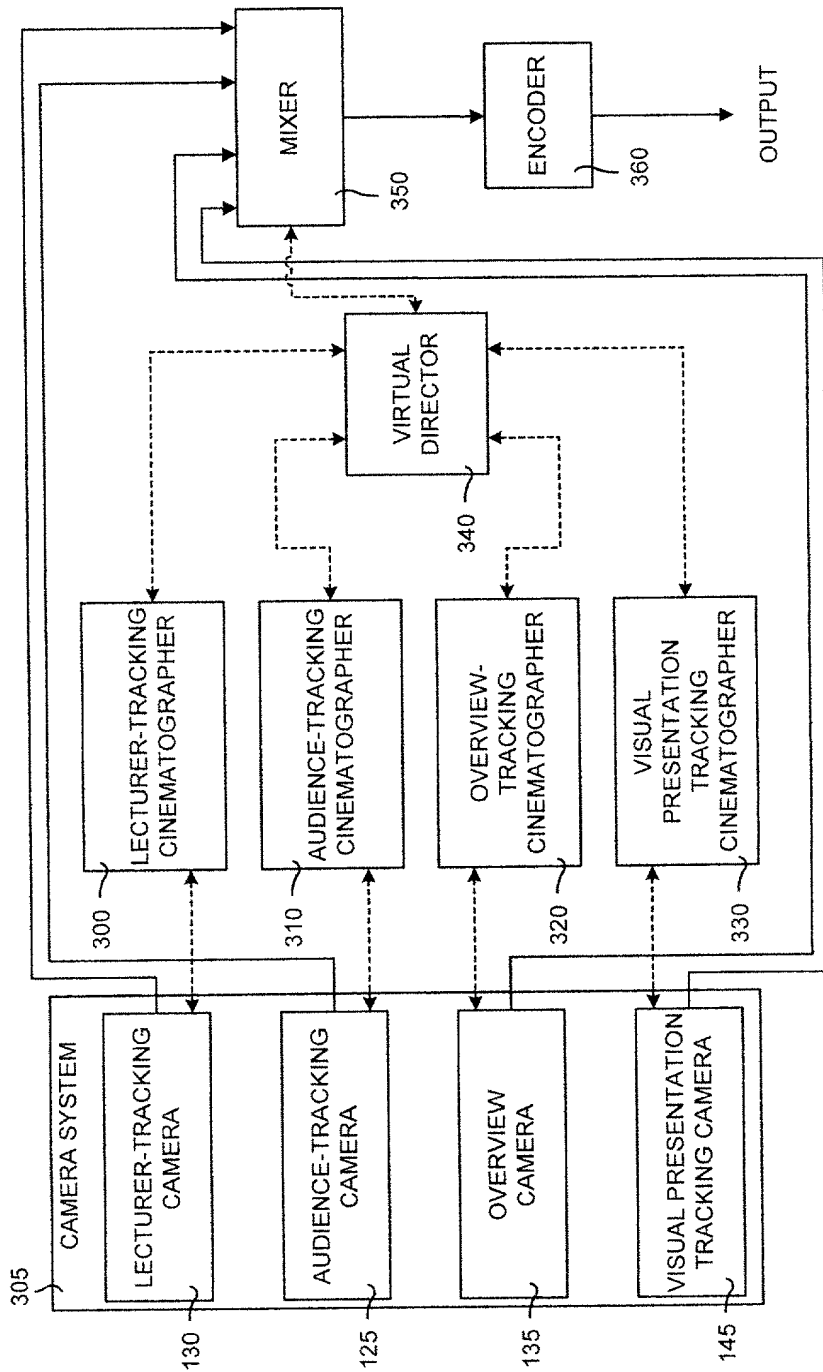 305
CAMERA SYSTEM
LECTURER-TRACKING
CAMERA
130
AUDIENCE-TRACKING
CAMERA
125
OVERVIEW
CAMERA
135
VISUAL PRESENTATION
TRACKING CAMERA
145
LECTURER-TRACKING
CINEMATOGRAPHER
300
AUDIENCE-TRACKING
CINEMATOGRAPHER
310
OVERVIEW-
TRACKING
CINEMATOGRAPHER
320
VISUAL
PRESENTATION
TRACKING
CINEMATOGRAPHER
330
VIRTUAL
DIRECTOR
340
MIXER
350
ENCODER
360
OUTPUT